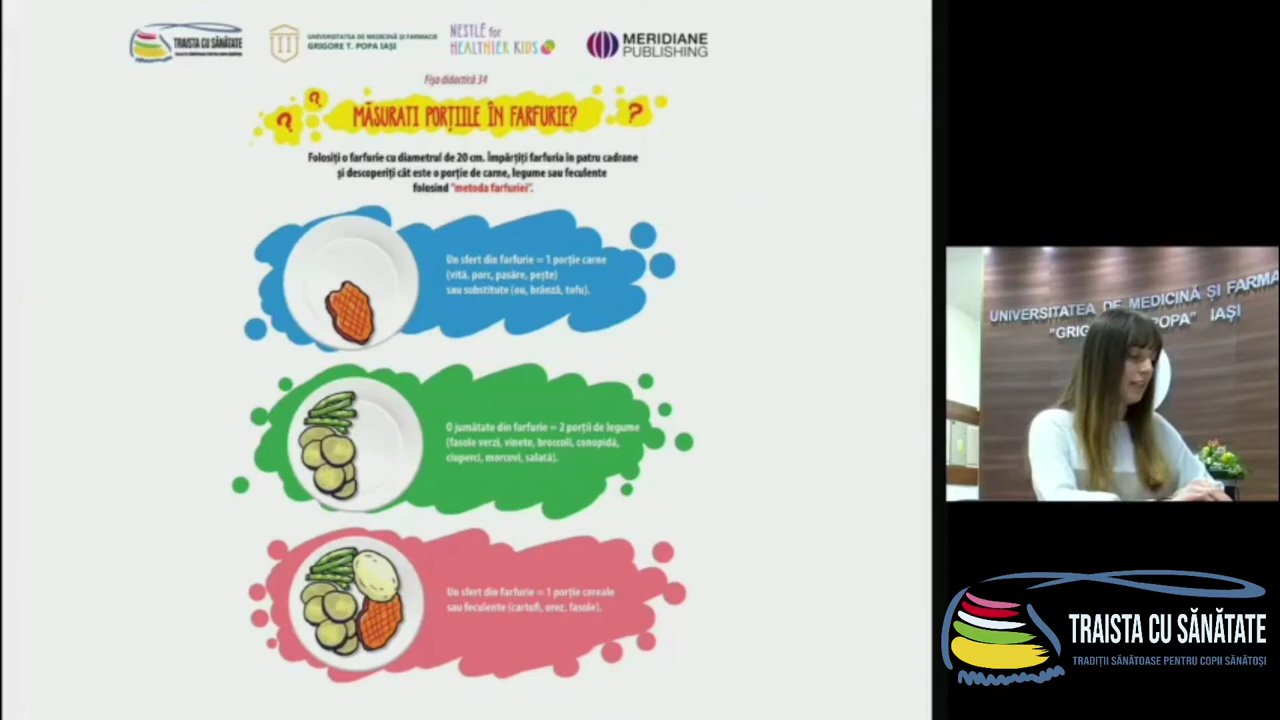 TRAISTA CU SĂNĂTATE
UNIVERSITATEA DE MEDICINĂ ȘI FARMACIE
GRIGORE T. POPA IAȘI
NESTLÉ for
HEALTHIER KIDS
MERIDIANE
PUBLISHING
Fișa didactică 34
? ? MĂSURATI PORȚIILE ÎN FARFURIE? ?
Folosiți o farfurie cu diametrul de 20 cm. Împărțiți farfuria în patru cadrane
și descoperiți cât este o porție de carne, legume sau feculente
folosind "metoda farfuriei".
Un sfert din farfurie = 1 porție carne
(vită, porc, pasăre, pește)
sau substitute (ou, brânză, tofu).
O jumătate din farfurie = 2 porții de legume
(fasole verzi, vinete, broccoli, conopidă,
ciuperci, morcovi, salată).
Un sfert din farfurie = 1 porție cereale
sau feculente (cartofi, orez, fasole).
UNIVERSITATEA DE MEDICINĂ ȘI FARMA
"GRIG POPA" IAȘI
TRAISTA CU SĂNĂTATE
TRADIȚII SĂNĂTOASE PENTRU COPII SĂNĂTOȘI